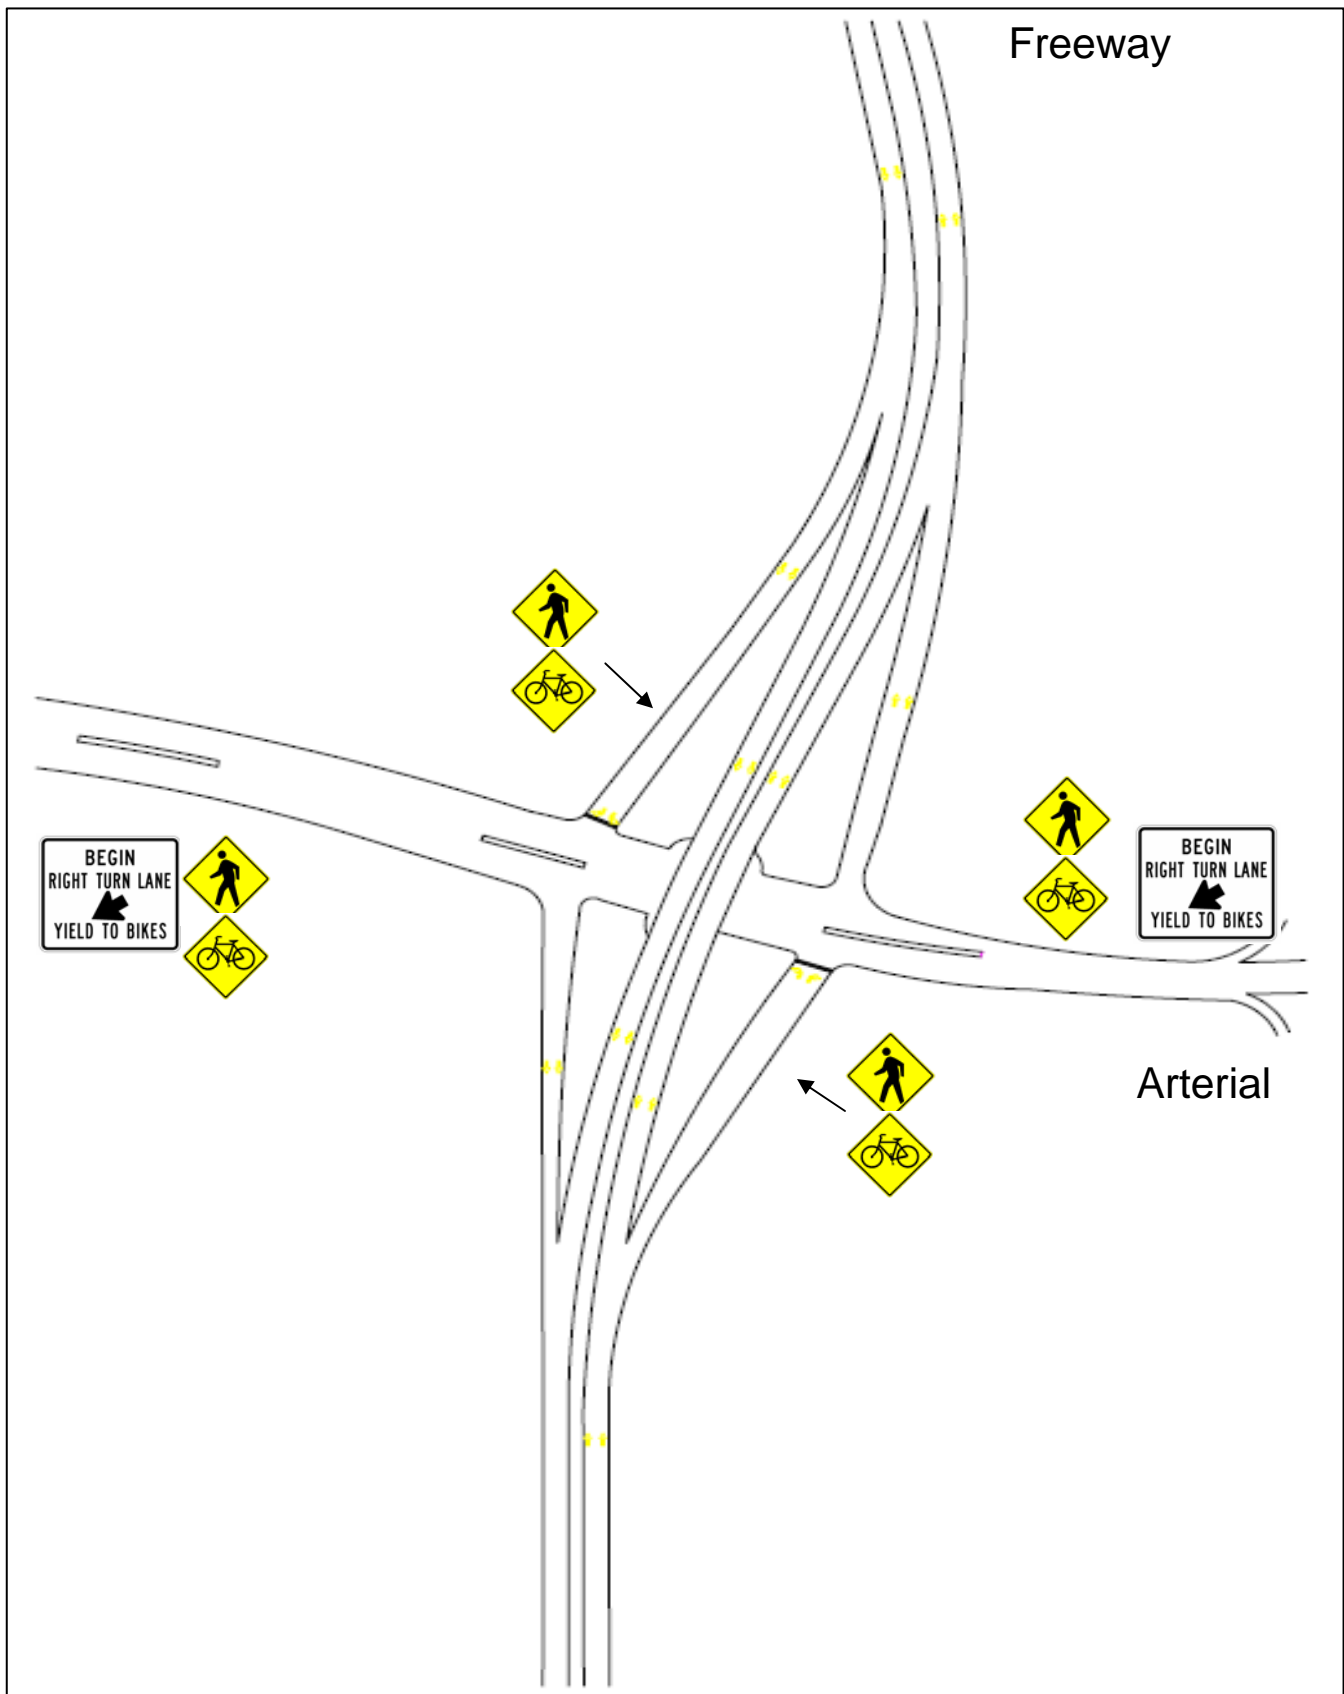 Freeway
BEGIN
RIGHT TURN LANE
YIELD TO BIKES
BEGIN
RIGHT TURN LANE
YIELD TO BIKES
Arterial